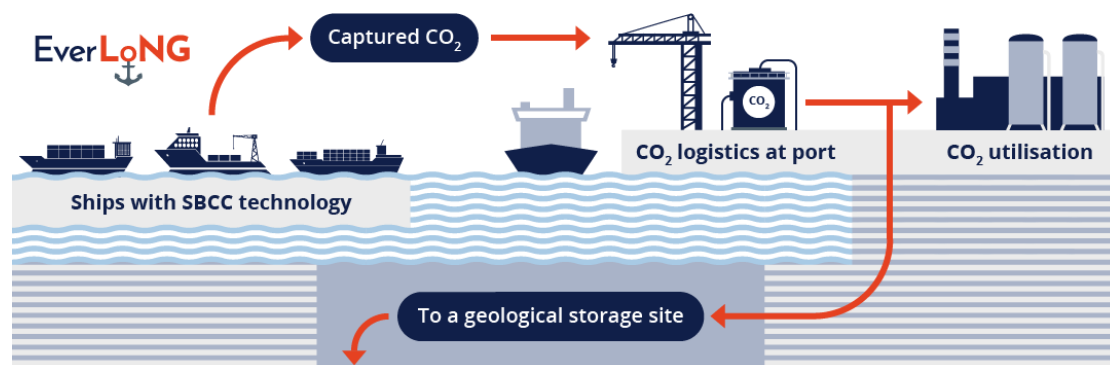 EverLoNG
Captured CO₂
CO₂
CO₂ logistics at port
CO₂ utilisation
Ships with SBCC technology
To a geological storage site